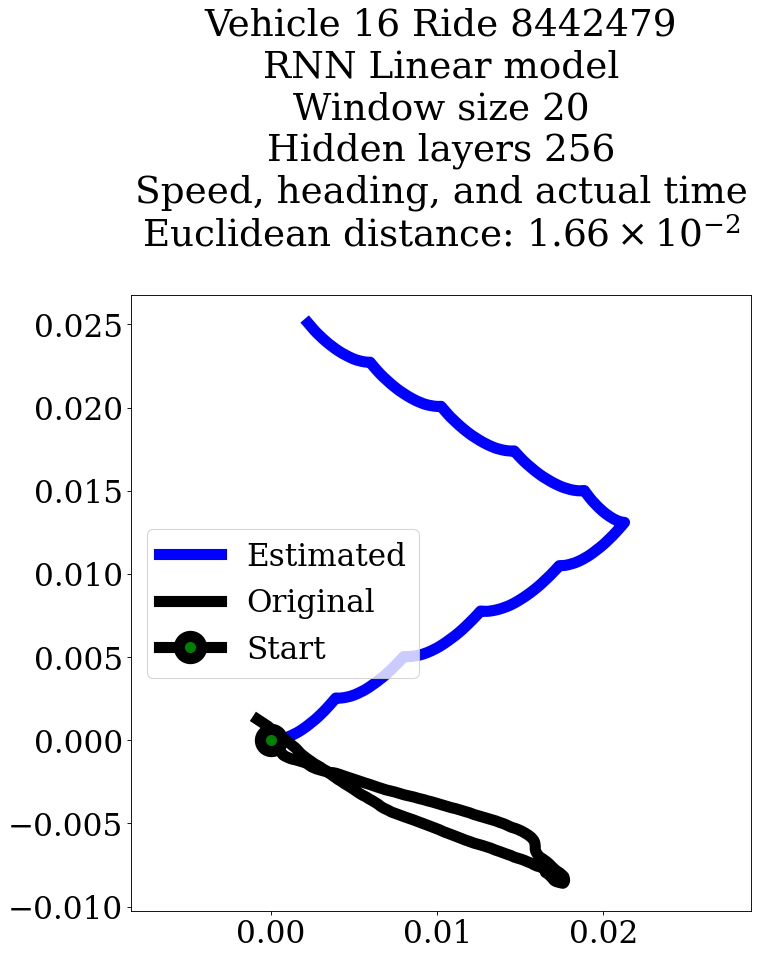 Vehicle 16 Ride 8442479
RNN Linear model
Window size 20
Hidden layers 256
Speed, heading, and actual time
Euclidean distance: 1.66 × 10⁻²
0.025
0.020
0.015
0.010
0.005
0.000
−0.005
−0.010
Estimated
Original
Start
0.00 0.01 0.02